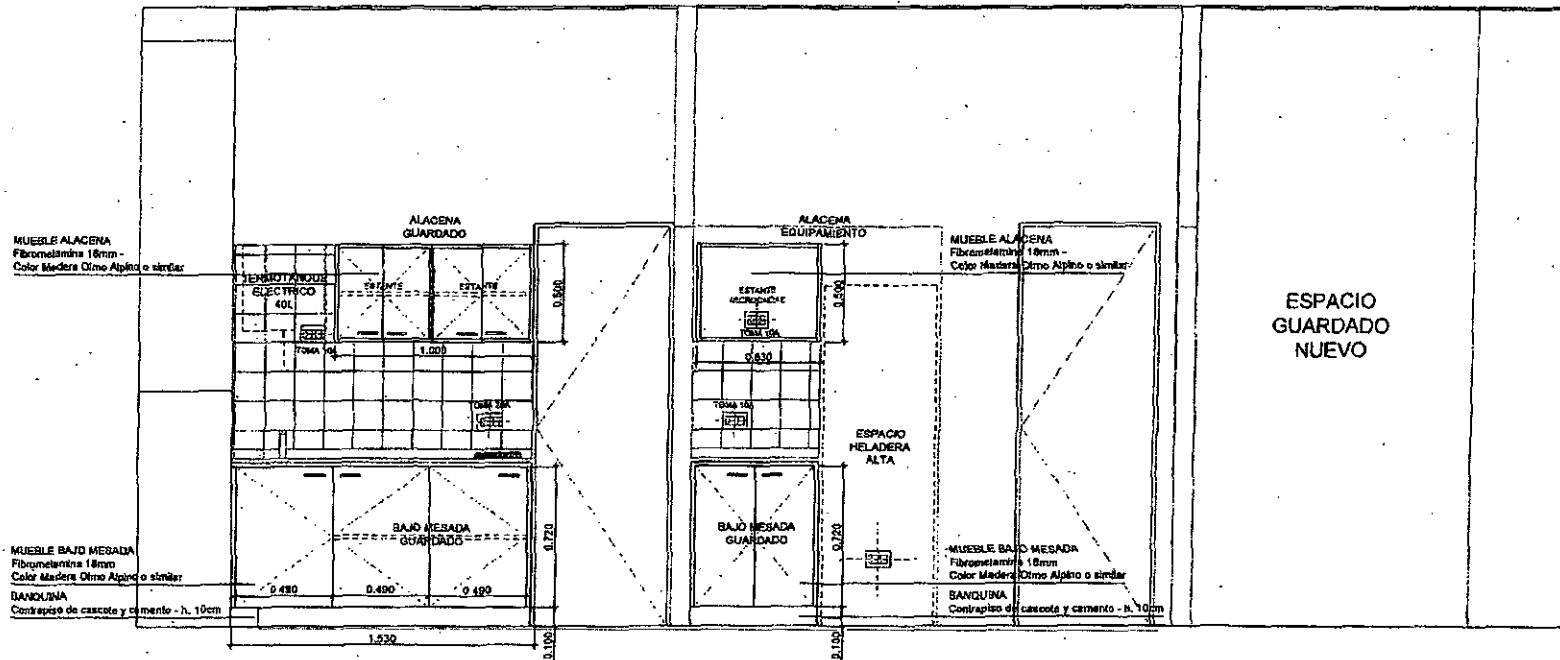 MUEBLE ALACENA
Fibromelamina 18mm -
Color Madera Olmo Alpino o similar
ALACENA
GUARDADO
TERMOTANQUE
ELECTRICO
40L
ESTANTE
ESTANTE
TOMA 10A
1.000
0.500
TOMA 20A
BAJO MESADA
GUARDADO
0.490
0.490
0.490
0.720
MUEBLE BAJO MESADA
Fibromelamina 18mm
Color Madera Olmo Alpino o similar
BANQUINA
Contrapiso de cascote y cemento - h. 10cm
1.530
0.100
ALACENA
EQUIPAMIENTO
ESTANTE
MICROONDAS
TOMA 10A
0.630
0.500
TOMA 10A
BAJO MESADA
GUARDADO
0.720
0.100
ESPACIO
HELADERA
ALTA
MUEBLE ALACENA
Fibromelamina 18mm -
Color Madera Olmo Alpino o similar
MUEBLE BAJO MESADA
Fibromelamina 18mm
Color Madera Olmo Alpino o similar
BANQUINA
Contrapiso de cascote y cemento - h. 10cm
ESPACIO
GUARDADO
NUEVO